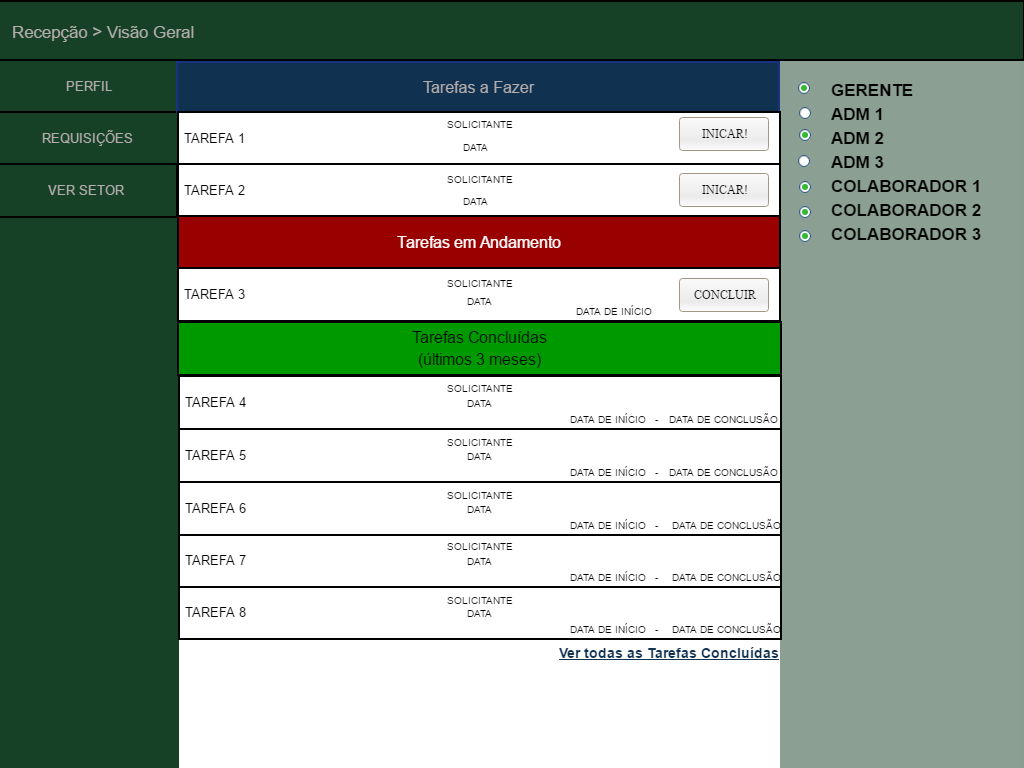 Recepção > Visão Geral
PERFIL
REQUISIÇÕES
VER SETOR
Tarefas a Fazer
TAREFA 1
SOLICITANTE
DATA
INICAR!
TAREFA 2
SOLICITANTE
DATA
INICAR!
Tarefas em Andamento
TAREFA 3
SOLICITANTE
DATA
DATA DE INÍCIO
CONCLUIR
Tarefas Concluídas
(últimos 3 meses)
TAREFA 4
SOLICITANTE
DATA
DATA DE INÍCIO - DATA DE CONCLUSÃO
TAREFA 5
SOLICITANTE
DATA
DATA DE INÍCIO - DATA DE CONCLUSÃO
TAREFA 6
SOLICITANTE
DATA
DATA DE INÍCIO - DATA DE CONCLUSÃO
TAREFA 7
SOLICITANTE
DATA
DATA DE INÍCIO - DATA DE CONCLUSÃO
TAREFA 8
SOLICITANTE
DATA
DATA DE INÍCIO - DATA DE CONCLUSÃO
Ver todas as Tarefas Concluídas
GERENTE
ADM 1
ADM 2
ADM 3
COLABORADOR 1
COLABORADOR 2
COLABORADOR 3